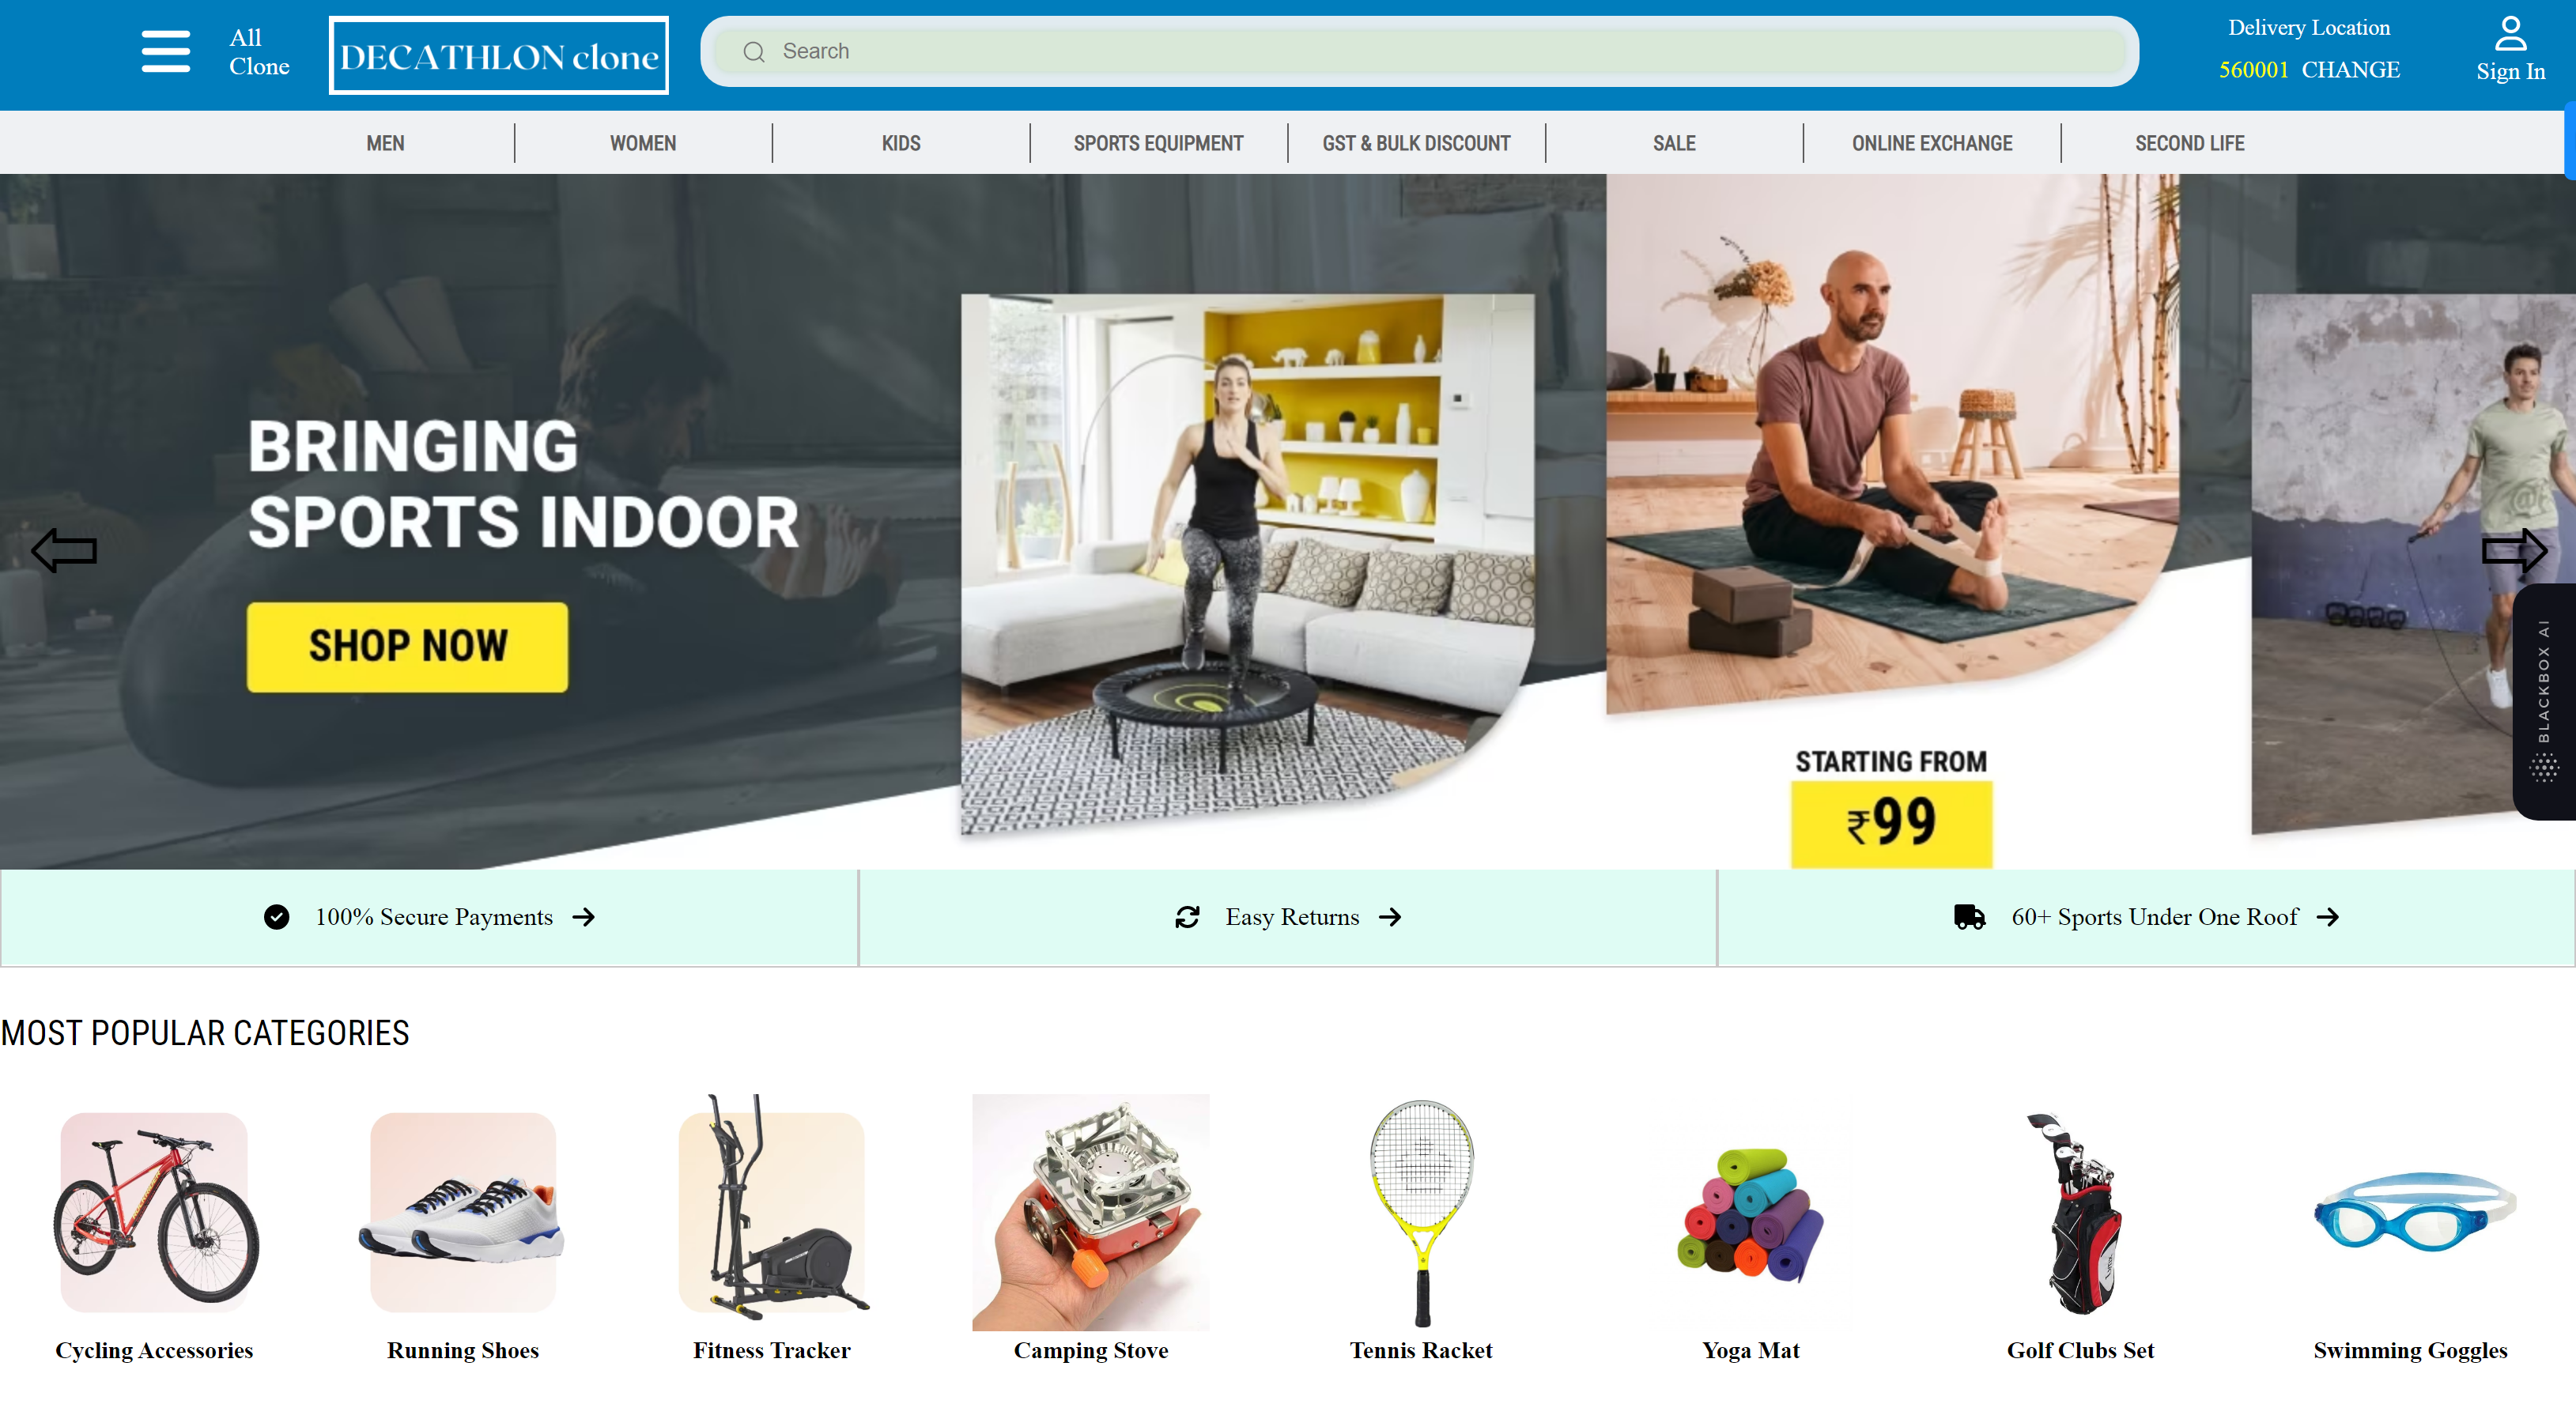 All
Clone
DECATHLON clone
Search
Delivery Location
560001 CHANGE
Sign In
MEN
WOMEN
KIDS
SPORTS EQUIPMENT
GST & BULK DISCOUNT
SALE
ONLINE EXCHANGE
SECOND LIFE
BRINGING
SPORTS INDOOR
SHOP NOW
STARTING FROM
₹99
BLACKBOX AI
100% Secure Payments
Easy Returns
60+ Sports Under One Roof
MOST POPULAR CATEGORIES
Cycling Accessories
Running Shoes
Fitness Tracker
Camping Stove
Tennis Racket
Yoga Mat
Golf Clubs Set
Swimming Goggles